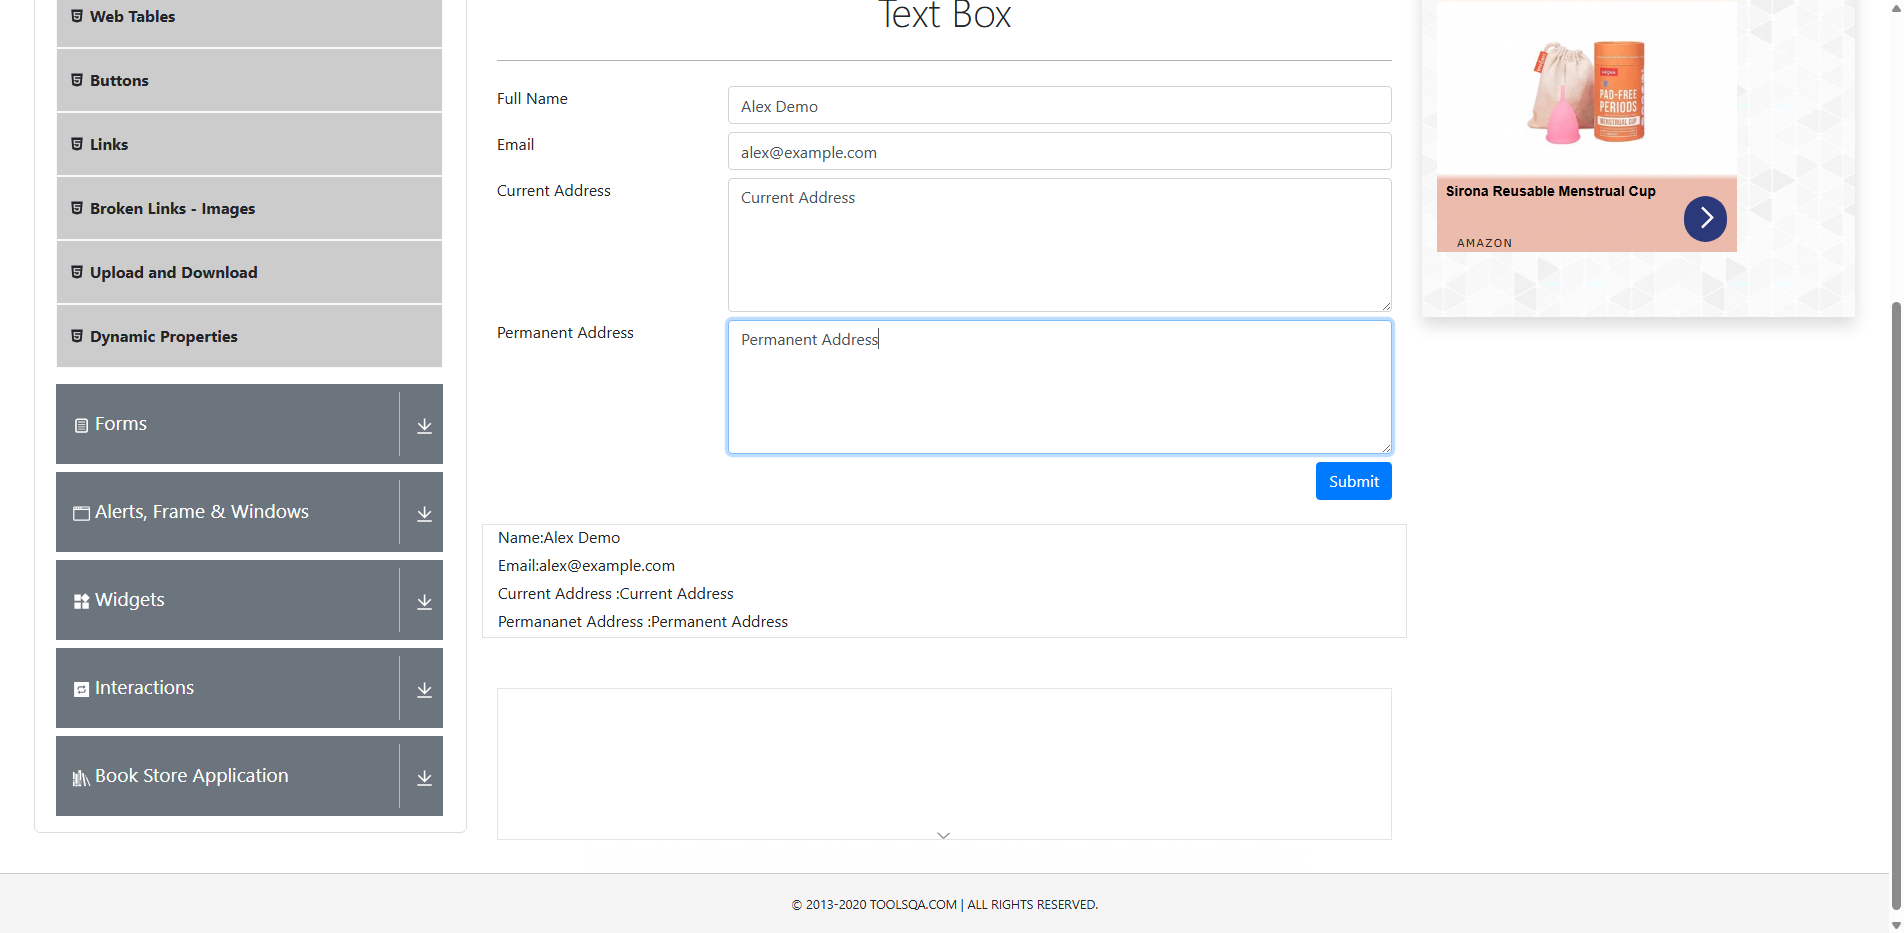 Web Tables
Buttons
Links
Broken Links - Images
Upload and Download
Dynamic Properties
Forms
Alerts, Frame & Windows
Widgets
Interactions
Book Store Application
Text Box
Full Name
Alex Demo
Email
alex@example.com
Current Address
Current Address
Permanent Address
Permanent Address
Submit
Name:Alex Demo
Email:alex@example.com
Current Address :Current Address
Permananet Address :Permanent Address
PAD-FREE
PERIODS
MENSTRUAL CUP
Sirona Reusable Menstrual Cup
AMAZON
© 2013-2020 TOOLSQA.COM | ALL RIGHTS RESERVED.